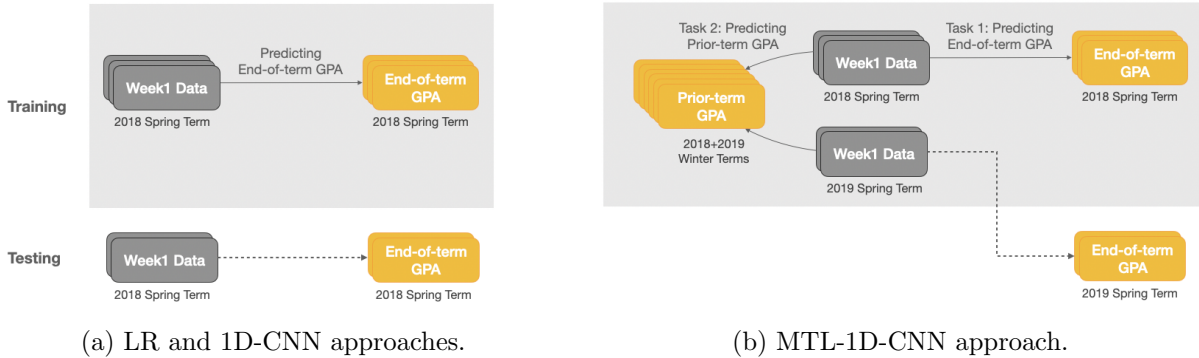 Training
Testing
Predicting
End-of-term GPA
Week1 Data
2018 Spring Term
End-of-term
GPA
2018 Spring Term
Week1 Data
2018 Spring Term
End-of-term
GPA
2018 Spring Term
(a) LR and 1D-CNN approaches.
Task 2: Predicting
Prior-term GPA
Task 1: Predicting
End-of-term GPA
Prior-term
GPA
2018+2019
Winter Terms
Week1 Data
2018 Spring Term
End-of-term
GPA
2018 Spring Term
Week1 Data
2019 Spring Term
End-of-term
GPA
2019 Spring Term
(b) MTL-1D-CNN approach.